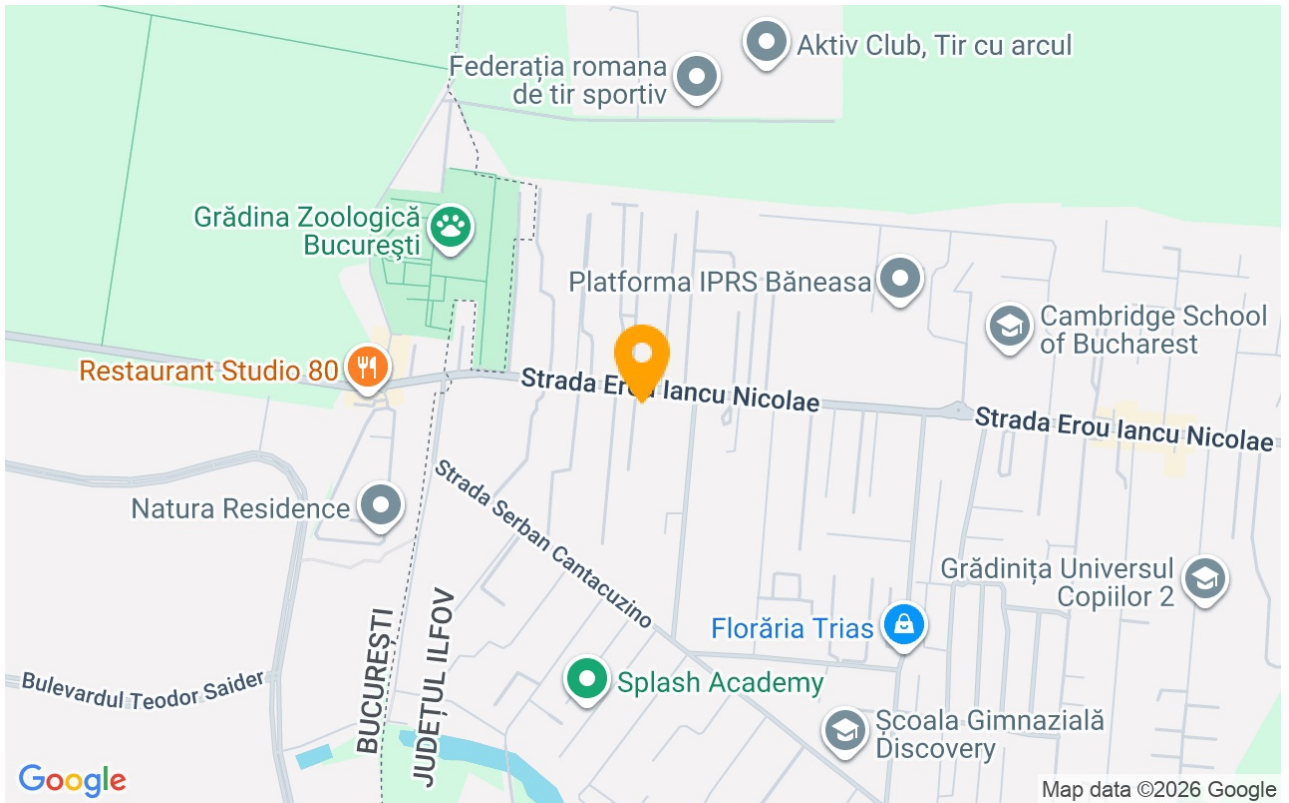 Aktiv Club, Tir cu arcul
Federația romana
de tir sportiv
Grădina Zoologică
București
Platforma IPRS Băneasa
Cambridge School
of Bucharest
Restaurant Studio 80
Strada Erou Iancu Nicolae
Strada Erou Iancu Nicolae
Strada Serban Cantacuzino
Natura Residence
Grădinița Universul
Copiilor 2
BUCUREȘTI
JUDEȚUL ILFOV
Florăria Trias
Bulevardul Teodor Saider
Splash Academy
Școala Gimnazială
Discovery
Google
Map data ©2026 Google